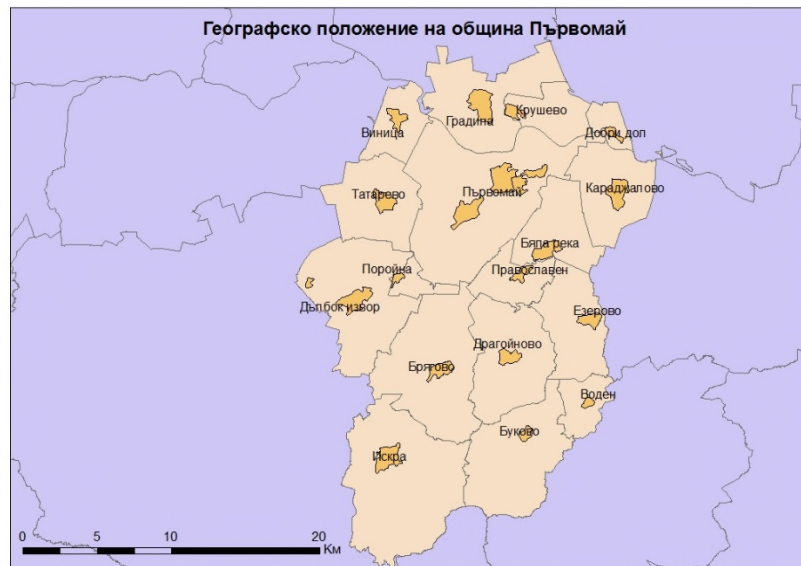 Географско положение на община Първомай
Градина
Крушево
Виница
Добри дол
Татарево
Първомай
Караджалово
Бяла река
Поройна
Православен
Дълбок извор
Езерово
Драгойново
Брягово
Воден
Буково
Искра
0 5 10 20
Км